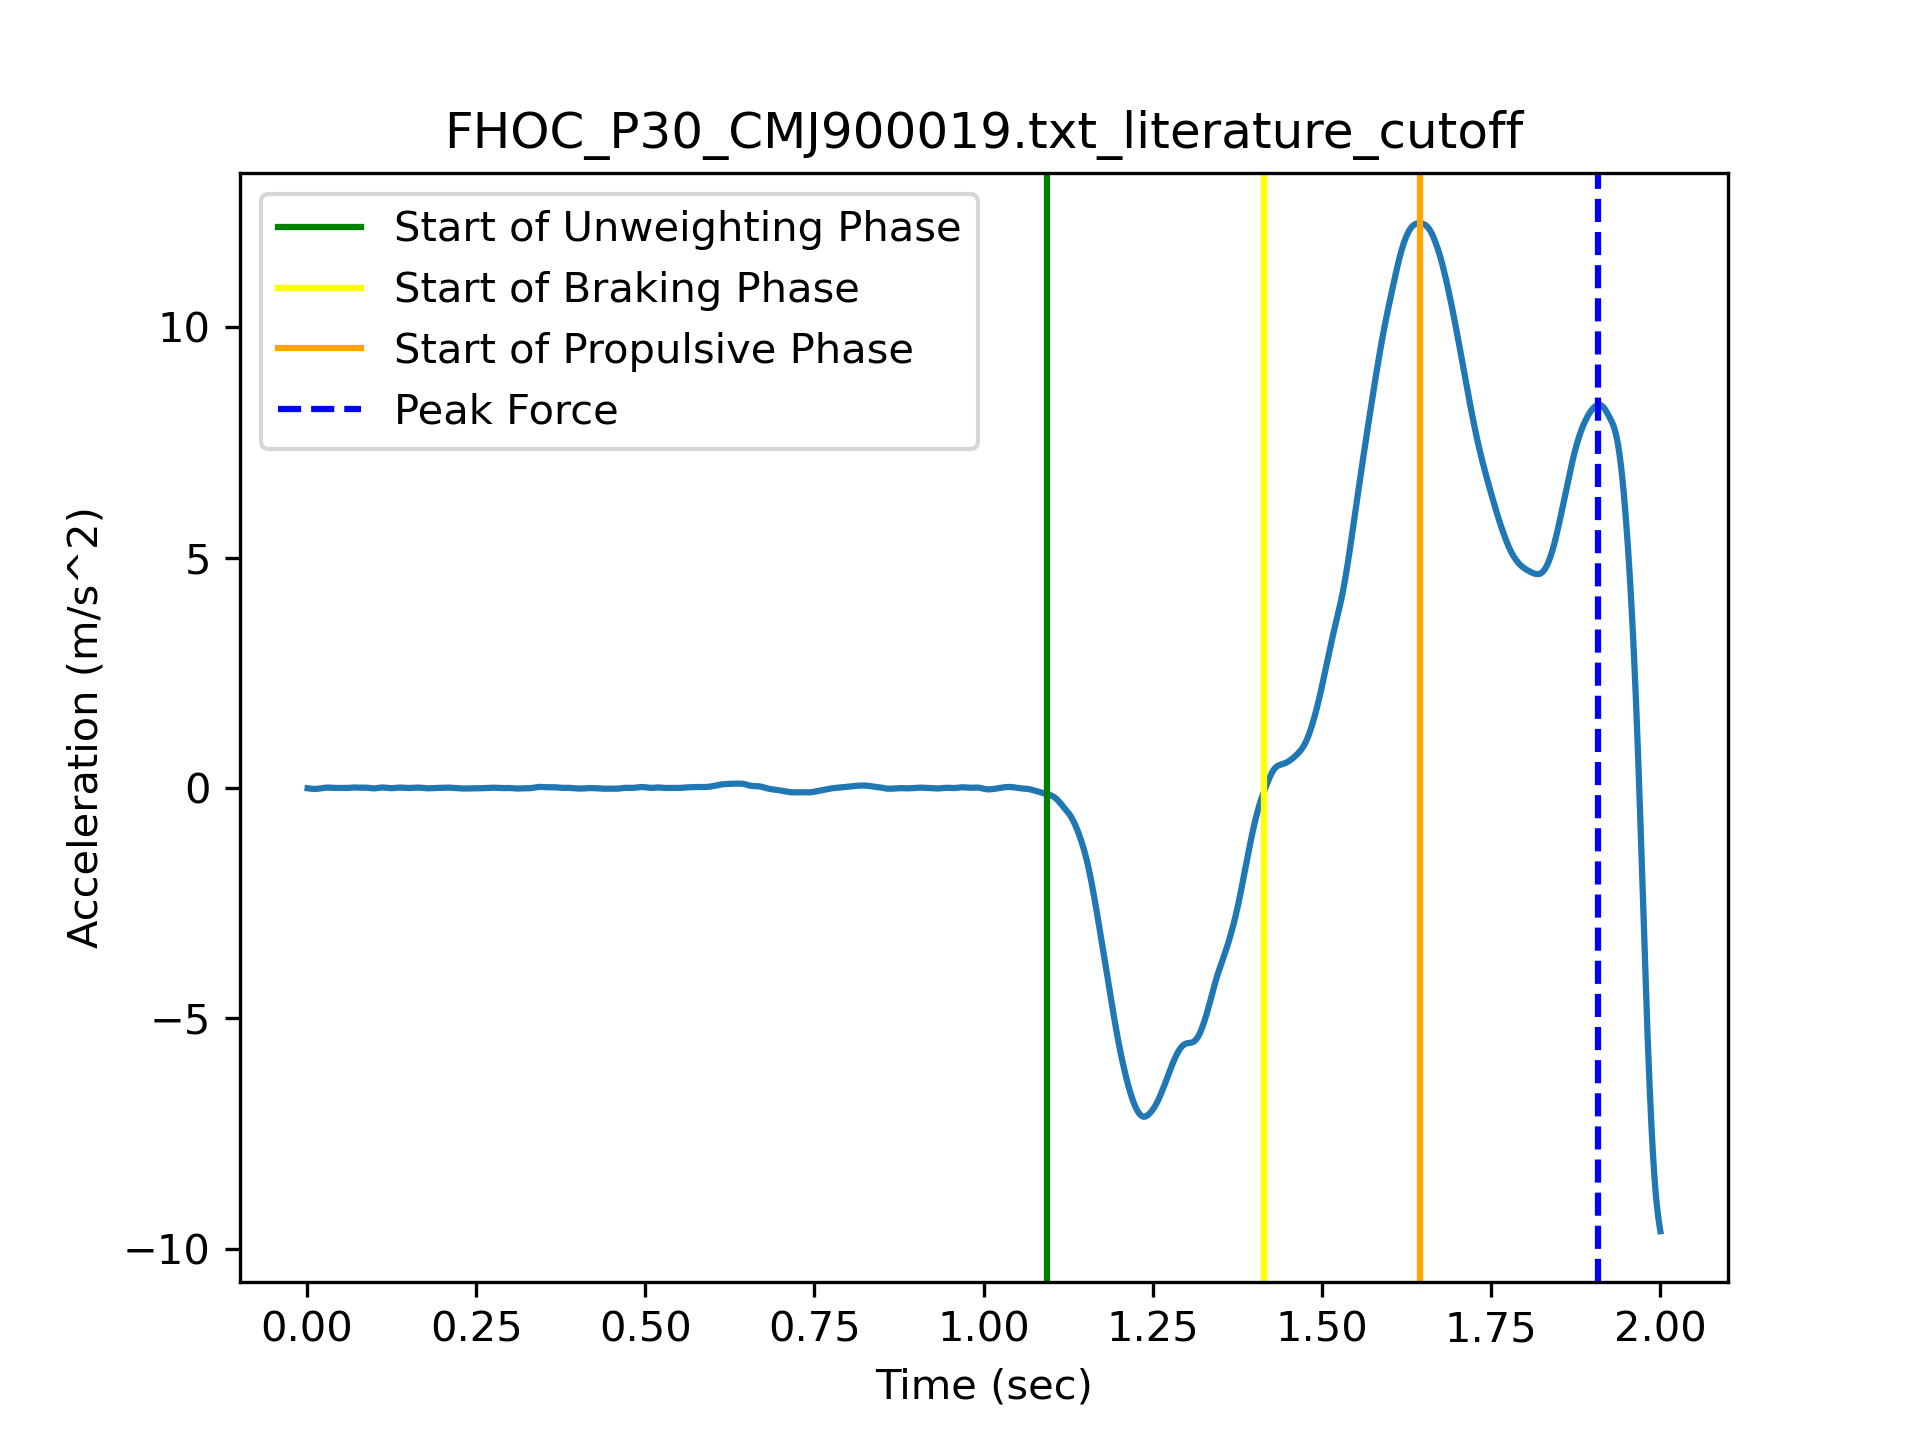 FHOC_P30_CMJ900019.txt_literature_cutoff
Start of Unweighting Phase
Start of Braking Phase
Start of Propulsive Phase
Peak Force
Acceleration (m/s^2)
10
5
0
−5
−10
0.00 0.25 0.50 0.75 1.00 1.25 1.50 1.75 2.00
Time (sec)